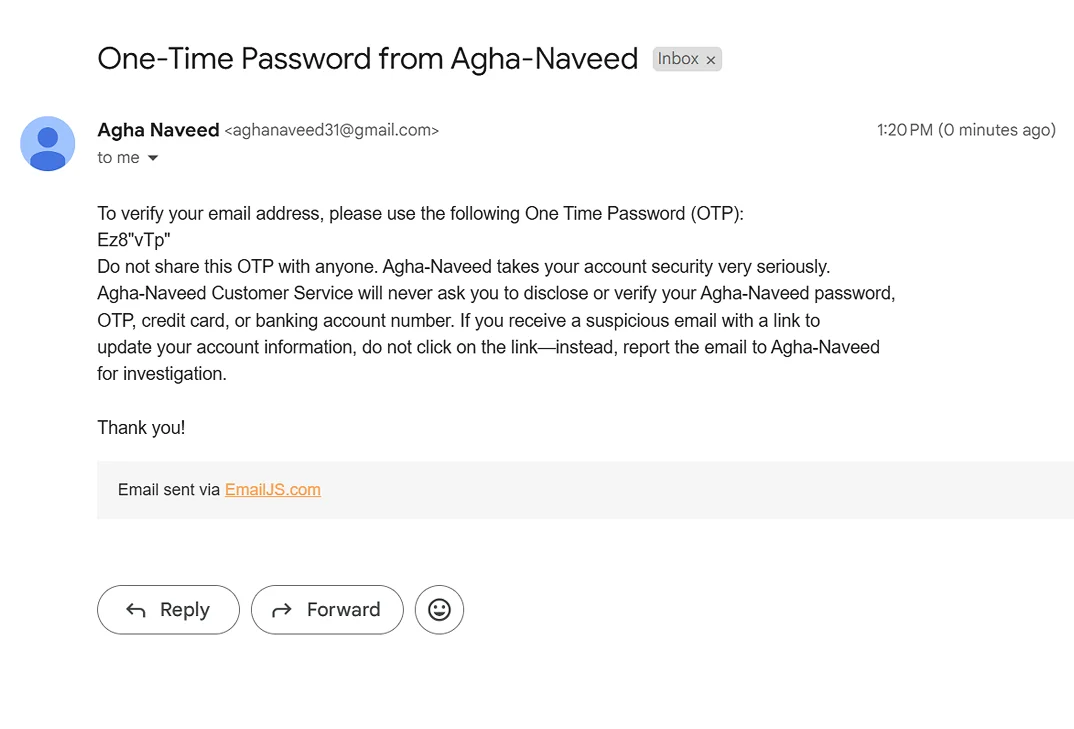 One-Time Password from Agha-Naveed Inbox ×
Agha Naveed <aghanaveed31@gmail.com> 1:20 PM (0 minutes ago)
to me
To verify your email address, please use the following One Time Password (OTP):
Ez8"vTp"
Do not share this OTP with anyone. Agha-Naveed takes your account security very seriously.
Agha-Naveed Customer Service will never ask you to disclose or verify your Agha-Naveed password,
OTP, credit card, or banking account number. If you receive a suspicious email with a link to
update your account information, do not click on the link—instead, report the email to Agha-Naveed
for investigation.
Thank you!
Email sent via EmailJS.com
Reply Forward